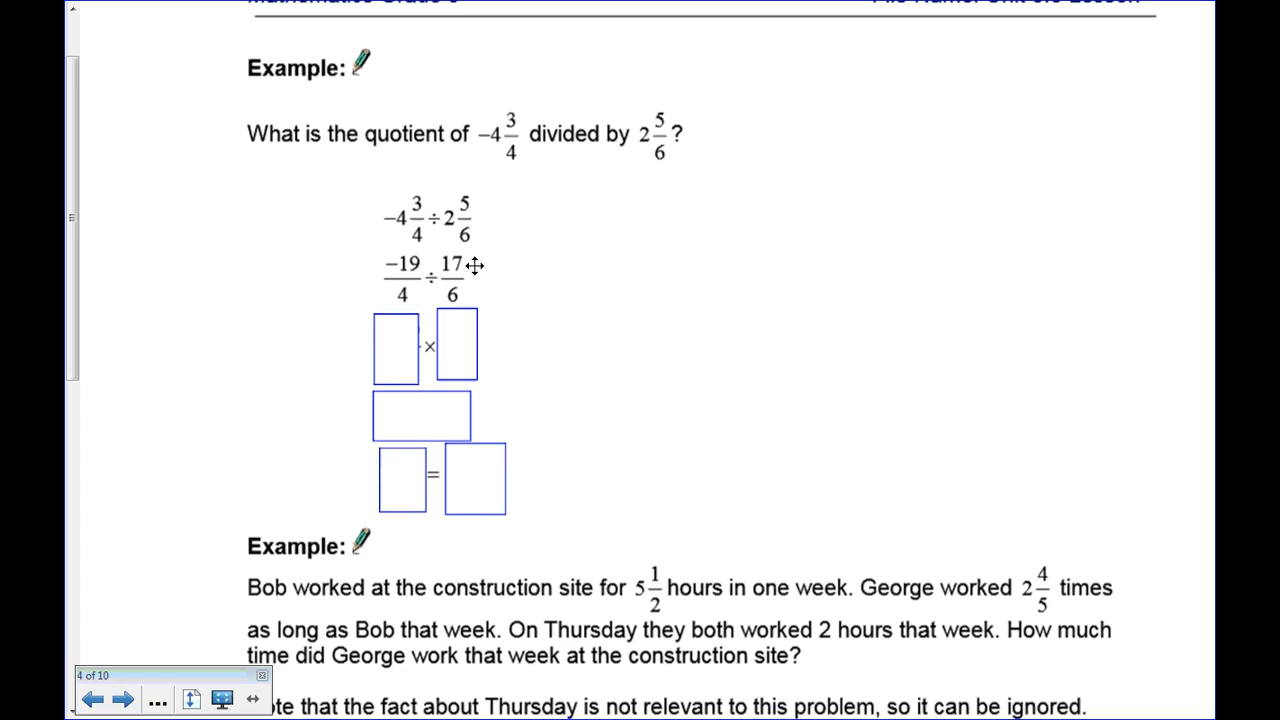 Example:
What is the quotient of −4 3/4 divided by 2 5/6 ?
−4 3/4 ÷ 2 5/6
−19/4 ÷ 17/6
×
=
Example:
Bob worked at the construction site for 5 1/2 hours in one week. George worked 2 4/5 times
as long as Bob that week. On Thursday they both worked 2 hours that week. How much
time did George work that week at the construction site?
4 of 10
that the fact about Thursday is not relevant to this problem, so it can be ignored.